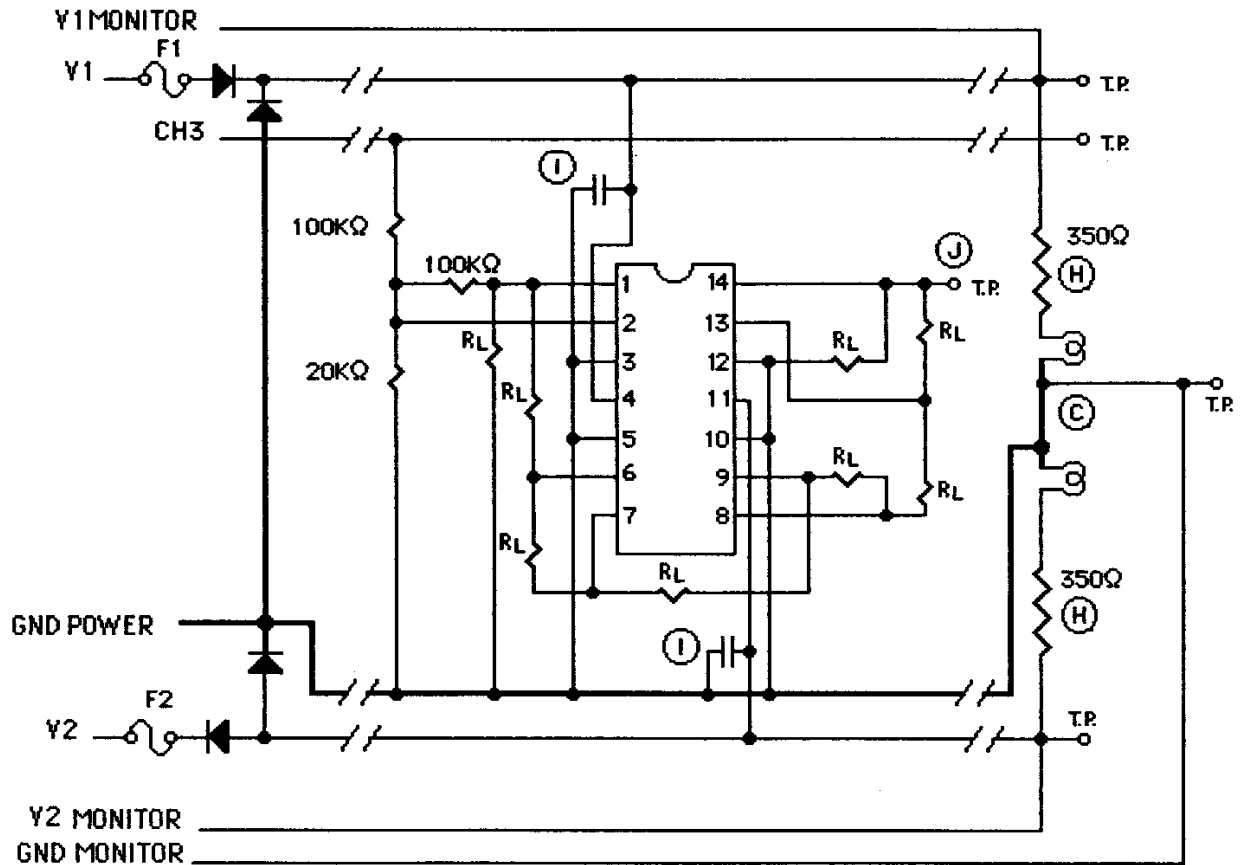 V1 MONITOR
F1
V1
T.P.
CH3
T.P.
I
100KΩ
350Ω
J
H
100KΩ
T.P.
1
14
2
13
RL
RL
RL
20KΩ
3
12
4
11
RL
T.P.
C
5
10
6
9
RL
7
8
RL
RL
RL
350Ω
H
GND POWER
I
F2
V2
T.P.
V2 MONITOR
GND MONITOR